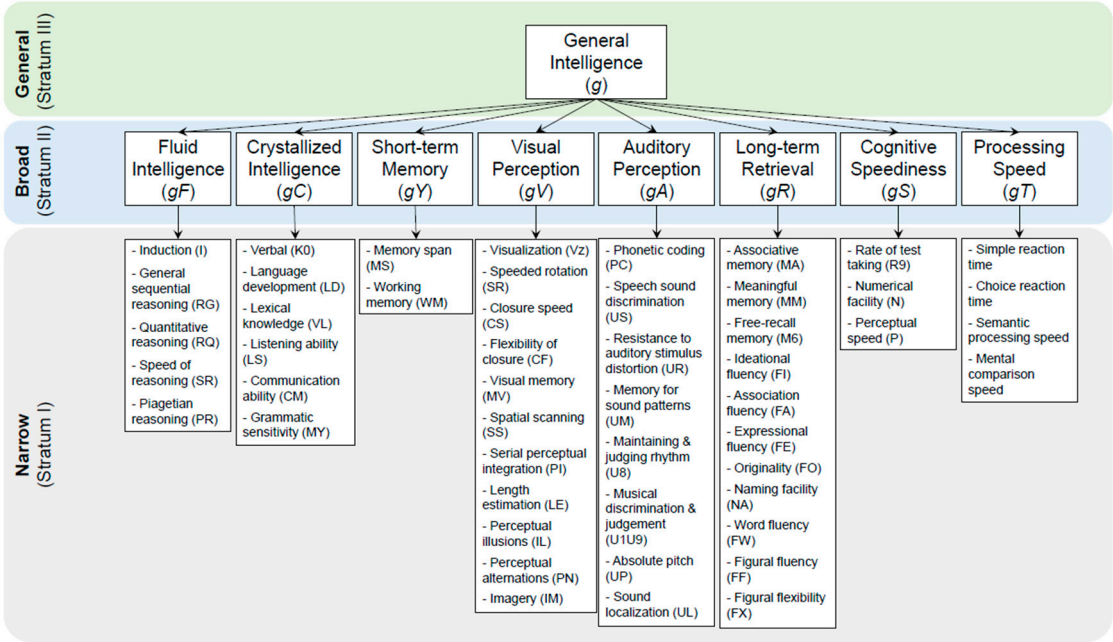 General
(Stratum III)
General
Intelligence
(g)
Broad
(Stratum II)
Fluid
Intelligence
(gF)
Crystallized
Intelligence
(gC)
Short-term
Memory
(gY)
Visual
Perception
(gV)
Auditory
Perception
(gA)
Long-term
Retrieval
(gR)
Cognitive
Speediness
(gS)
Processing
Speed
(gT)
Narrow
(Stratum I)
- Induction (I)
- General
sequential
reasoning (RG)
- Quantitative
reasoning (RQ)
- Speed of
reasoning (SR)
- Piagetian
reasoning (PR)
- Verbal (K0)
- Language
development (LD)
- Lexical
knowledge (VL)
- Listening ability
(LS)
- Communication
ability (CM)
- Grammatic
sensitivity (MY)
- Memory span
(MS)
- Working
memory (WM)
- Visualization (Vz)
- Speeded rotation
(SR)
- Closure speed
(CS)
- Flexibility of
closure (CF)
- Visual memory
(MV)
- Spatial scanning
(SS)
- Serial perceptual
integration (PI)
- Length
estimation (LE)
- Perceptual
illusions (IL)
- Perceptual
alternations (PN)
- Imagery (IM)
- Phonetic coding
(PC)
- Speech sound
discrimination
(US)
- Resistance to
auditory stimulus
distortion (UR)
- Memory for
sound patterns
(UM)
- Maintaining &
judging rhythm
(U8)
- Musical
discrimination &
judgement
(U1U9)
- Absolute pitch
(UP)
- Sound
localization (UL)
- Associative
memory (MA)
- Meaningful
memory (MM)
- Free-recall
memory (M6)
- Ideational
fluency (FI)
- Association
fluency (FA)
- Expressional
fluency (FE)
- Originality (FO)
- Naming facility
(NA)
- Word fluency
(FW)
- Figural fluency
(FF)
- Figural flexibility
(FX)
- Rate of test
taking (R9)
- Numerical
facility (N)
- Perceptual
speed (P)
- Simple reaction
time
- Choice reaction
time
- Semantic
processing speed
- Mental
comparison
speed